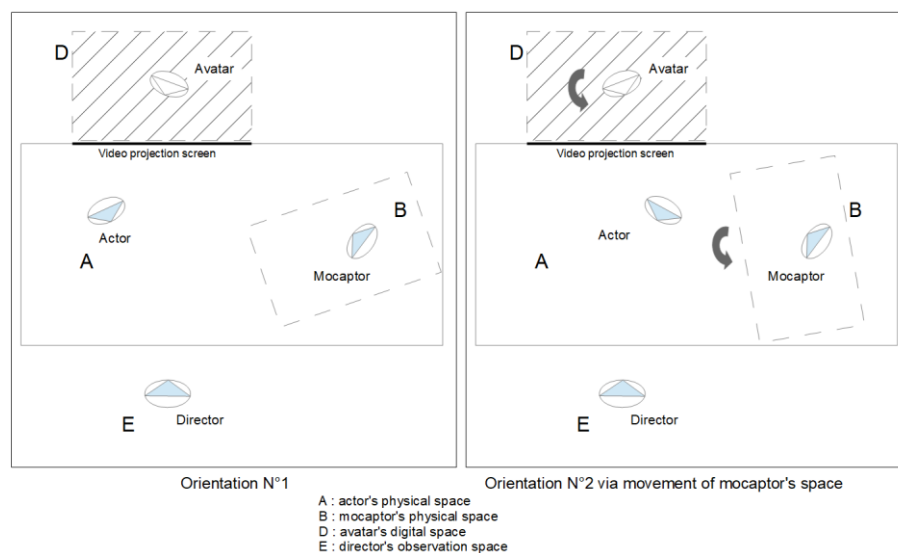 D
Avatar
Video projection screen
B
Actor
A
Mocaptor
E
Director
Orientation N°1
D
Avatar
Video projection screen
B
Actor
A
Mocaptor
E
Director
Orientation N°2 via movement of mocaptor's space
A : actor's physical space
B : mocaptor's physical space
D : avatar's digital space
E : director's observation space